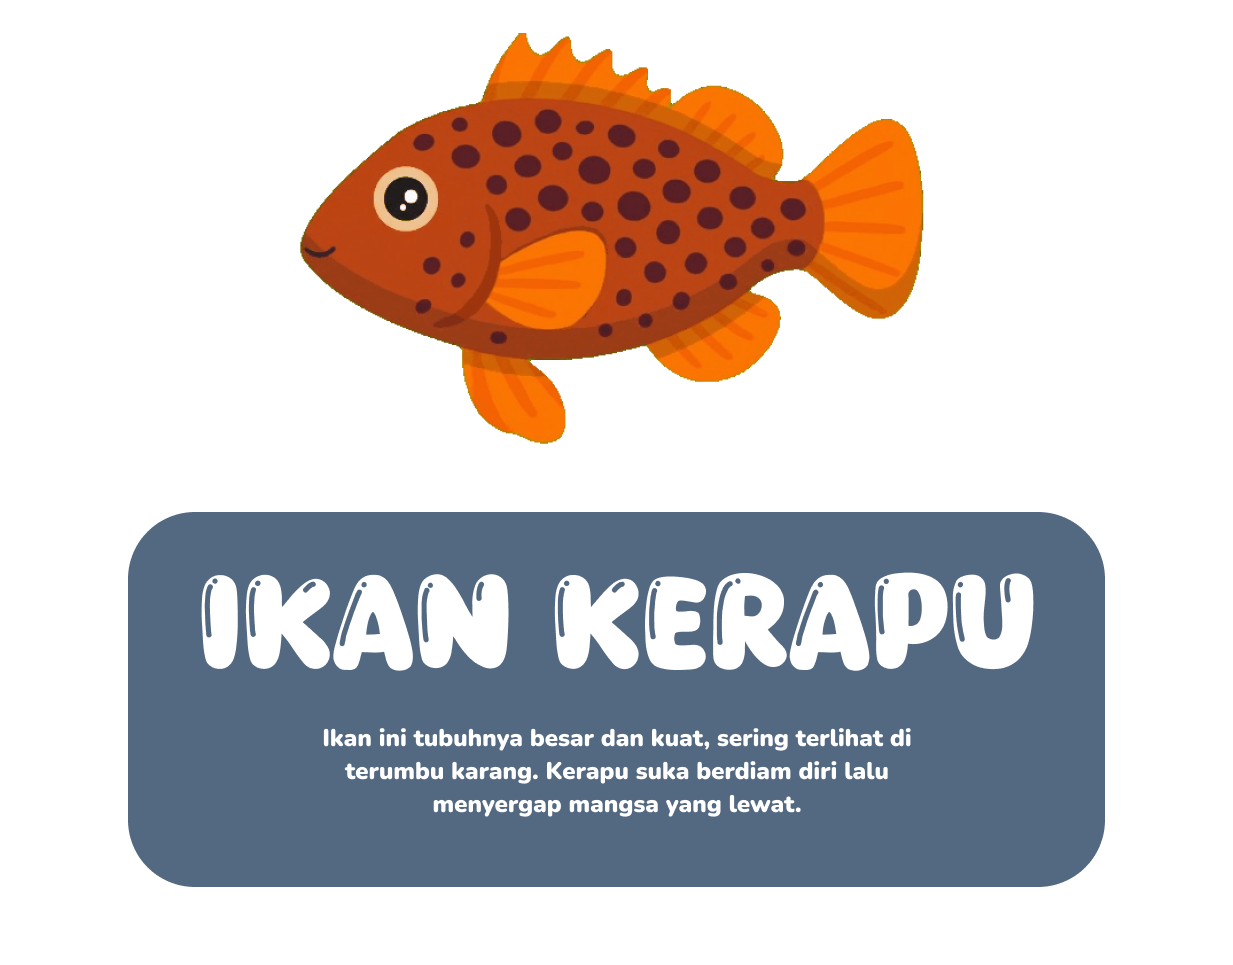 IKAN KERAPU
Ikan ini tubuhnya besar dan kuat, sering terlihat di
terumbu karang. Kerapu suka berdiam diri lalu
menyergap mangsa yang lewat.